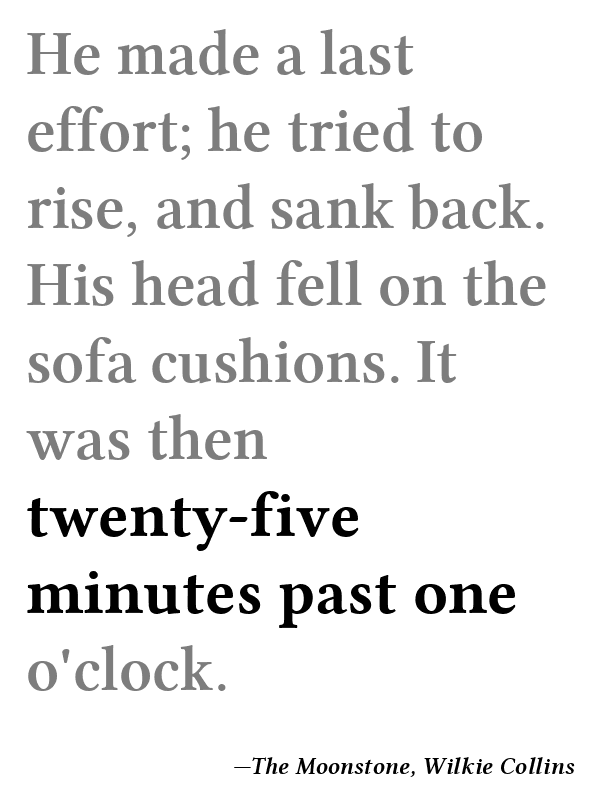 He made a last
effort; he tried to
rise, and sank back.
His head fell on the
sofa cushions. It
was then
twenty-five
minutes past one
o'clock.
—The Moonstone, Wilkie Collins